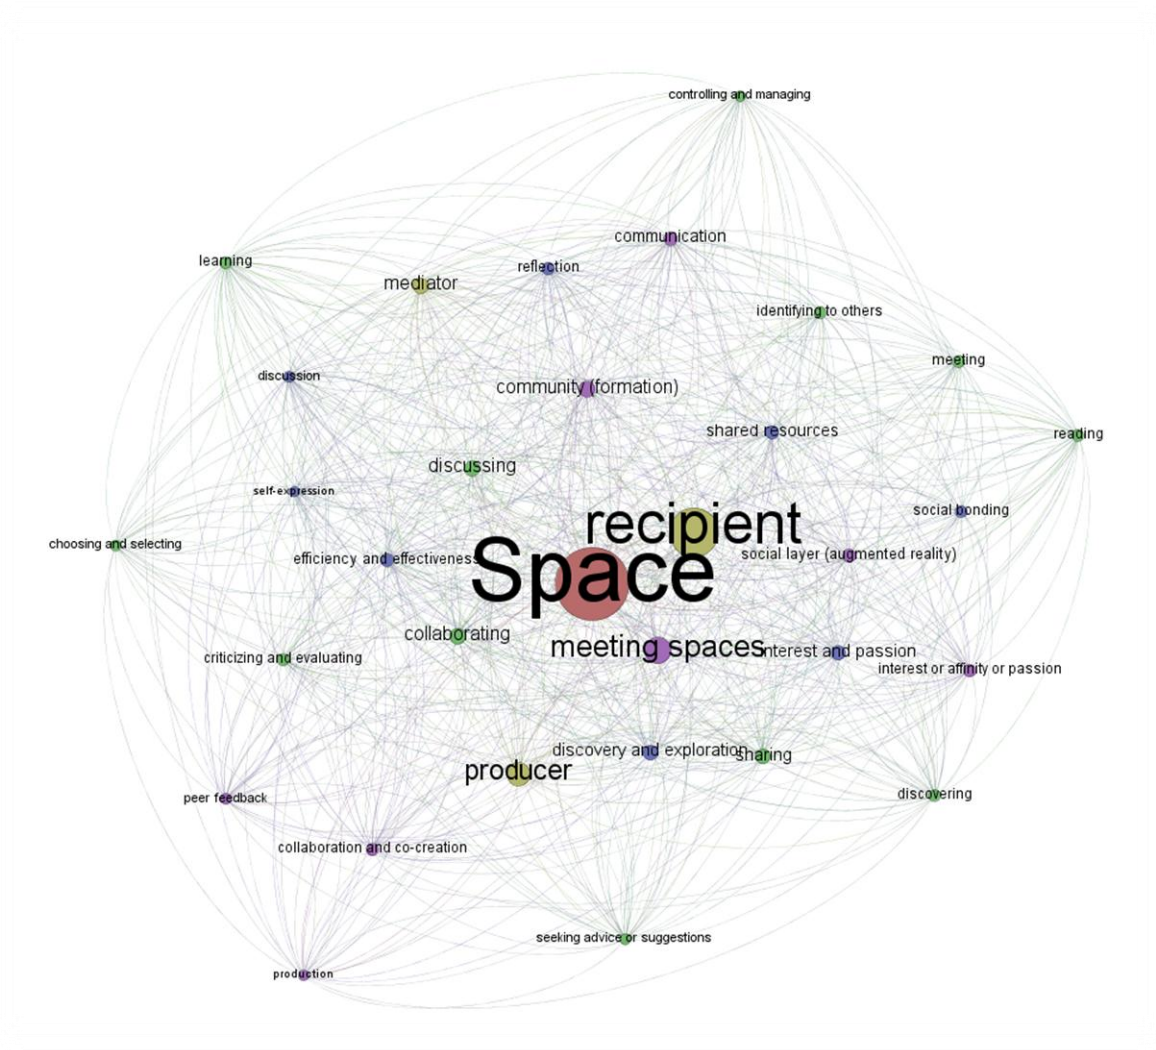 controlling and managing
communication
learning
reflection
mediator
identifying to others
meeting
discussion
community (formation)
shared resources
reading
discussing
self-expression
social bonding
recipient
choosing and selecting
social layer (augmented reality)
efficiency and effectiveness
Space
collaborating
meeting spaces
interest and passion
criticizing and evaluating
interest or affinity or passion
discovery and exploration
sharing
producer
discovering
peer feedback
collaboration and co-creation
seeking advice or suggestions
production